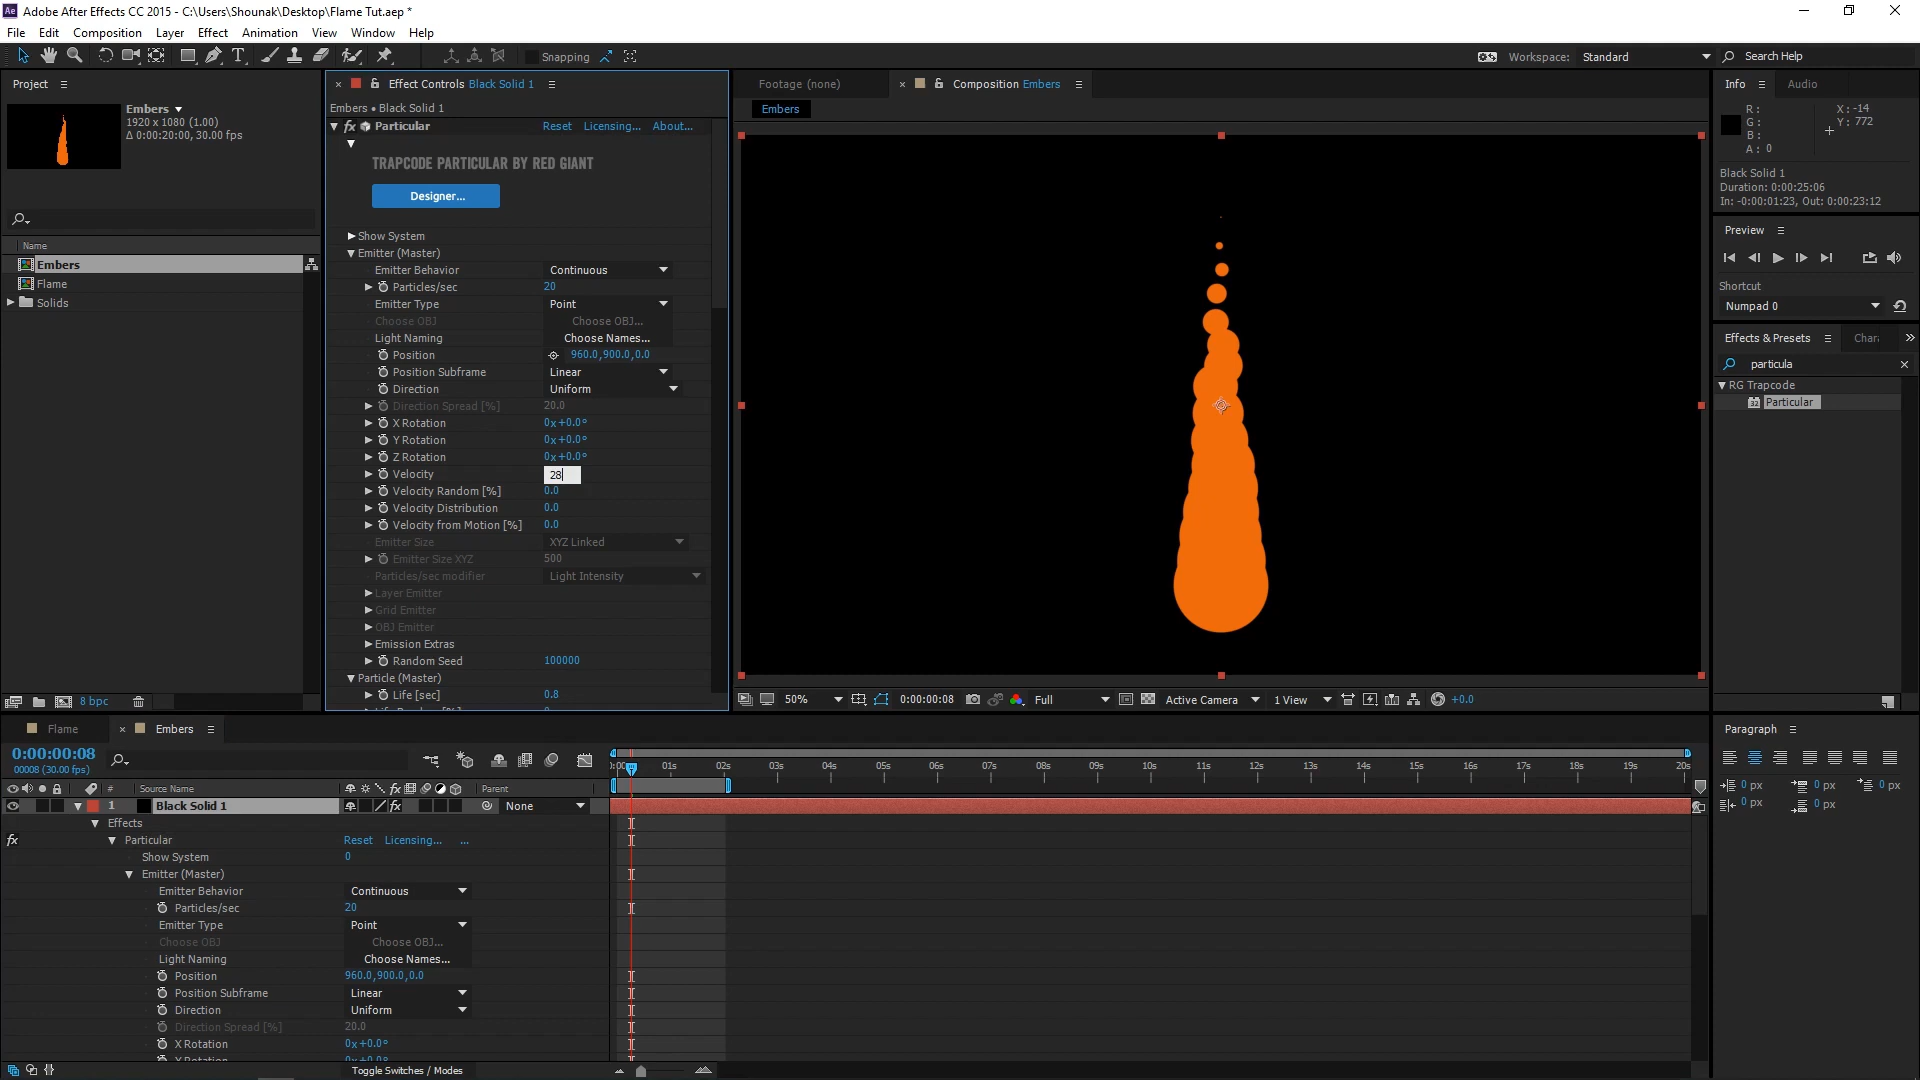 Adobe After Effects CC 2015 - C:\Users\Shounak\Desktop\Flame Tut.aep *
File Edit Composition Layer Effect Animation View Window Help
Snapping
Workspace: Standard
Search Help
Project
Embers
1920 x 1080 (1.00)
Δ 0:00:20:00, 30.00 fps
Name
Embers
Flame
Solids
8 bpc
Effect Controls Black Solid 1
Embers • Black Solid 1
fx Particular Reset Licensing... About...
TRAPCODE PARTICULAR BY RED GIANT
Designer...
Show System
Emitter (Master)
Emitter Behavior Continuous
Particles/sec 20
Emitter Type Point
Choose OBJ Choose OBJ...
Light Naming Choose Names...
Position 960.0,900.0,0.0
Position Subframe Linear
Direction Uniform
Direction Spread [%] 20.0
X Rotation 0x+0.0°
Y Rotation 0x+0.0°
Z Rotation 0x+0.0°
Velocity 28
Velocity Random [%] 0.0
Velocity Distribution 0.0
Velocity from Motion [%] 0.0
Emitter Size XYZ Linked
Emitter Size XYZ 500
Particles/sec modifier Light Intensity
Layer Emitter
Grid Emitter
OBJ Emitter
Emission Extras
Random Seed 100000
Particle (Master)
Life [sec] 0.8
Footage (none)
Composition Embers
Embers
50% 0:00:00:08 Full Active Camera 1 View +0.0
Info Audio
R: X: -14
G: Y: 772
B:
A: 0
Black Solid 1
Duration: 0:00:25:06
In: -0:00:01:23, Out: 0:00:23:12
Preview
Shortcut
Numpad 0
Effects & Presets Chara
particula
RG Trapcode
32 Particular
Paragraph
0 px 0 px 0 px
0 px 0 px
Flame Embers
0:00:00:08
00008 (30.00 fps)
01s 02s 03s 04s 05s 06s 07s 08s 09s 10s 11s 12s 13s 14s 15s 16s 17s 18s 19s 20s
# Source Name fx Parent
1 Black Solid 1 fx None
Effects
fx Particular Reset Licensing... ...
Show System 0
Emitter (Master)
Emitter Behavior Continuous
Particles/sec 20
Emitter Type Point
Choose OBJ Choose OBJ...
Light Naming Choose Names...
Position 960.0,900.0,0.0
Position Subframe Linear
Direction Uniform
Direction Spread [%] 20.0
X Rotation 0x+0.0°
Toggle Switches / Modes